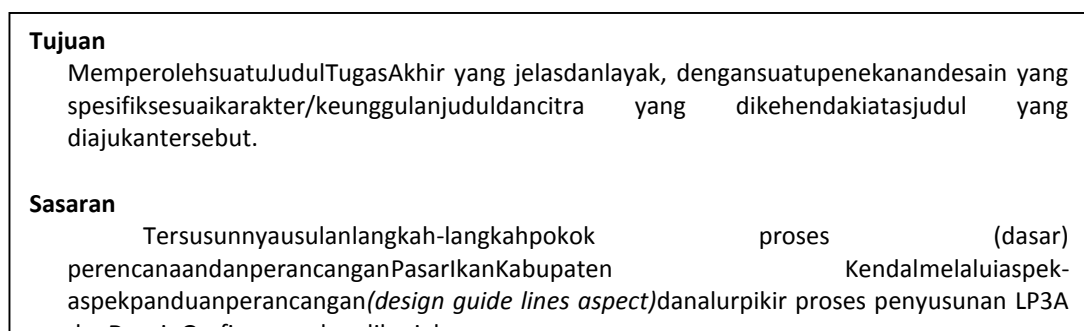 Tujuan
MemperolehsuatuJudulTugasAkhir yang jelasdanlayak, dengansuatupenekanandesain yang
spesifiksesuaikarakter/keunggulanjuduldancitra yang dikehendakiatasjudul yang
diajukantersebut.
Sasaran
Tersusunnyausulanlangkah-langkahpokok proses (dasar)
perencanaandanperancanganPasarIkanKabupaten Kendalmelaluiaspek-
aspekpanduanperancangan(design guide lines aspect)danalurpikir proses penyusunan LP3A